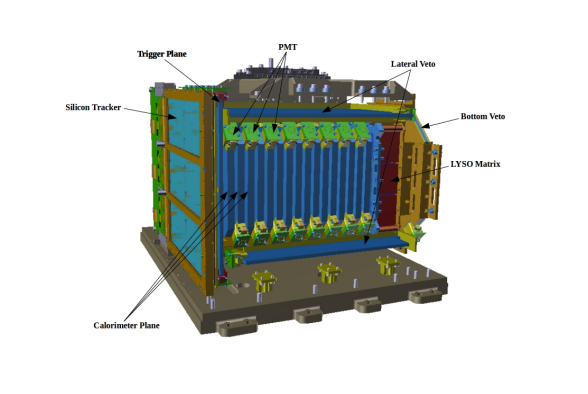 PMT
Trigger Plane
Lateral Veto
Silicon Tracker
Bottom Veto
LYSO Matrix
Calorimeter Plane